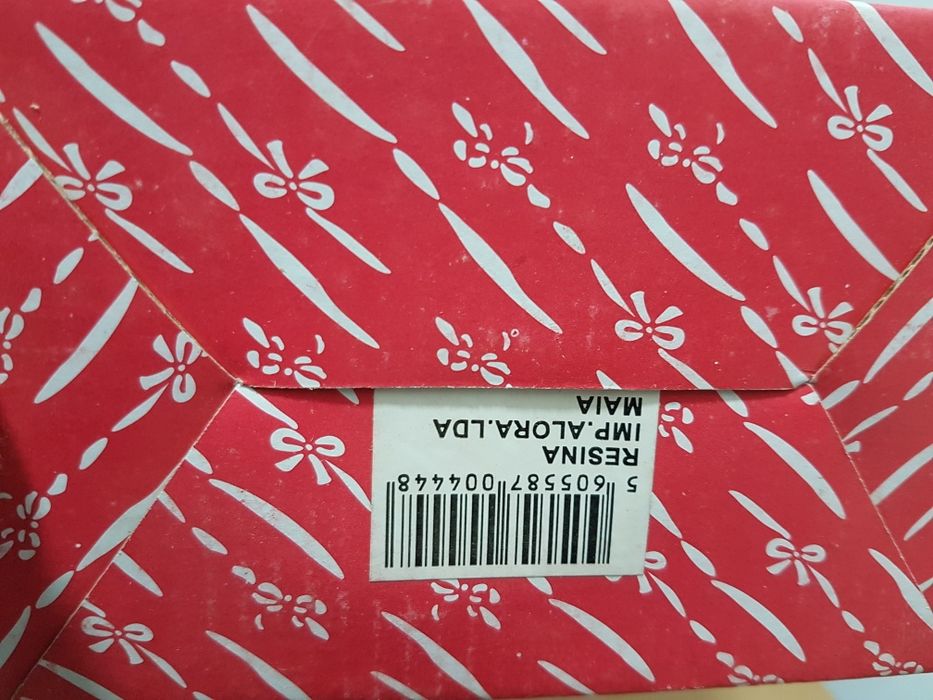 5 605587 004448
RESINA
IMP.ALORA.LDA
MAIA